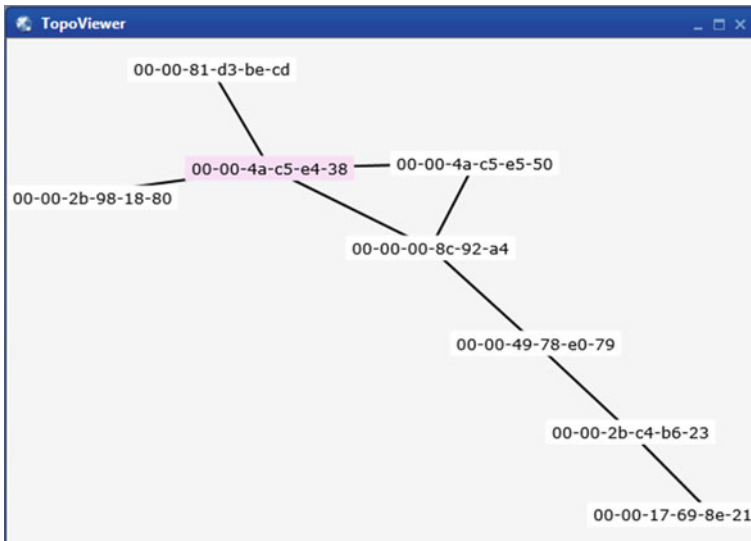 TopoViewer
00-00-81-d3-be-cd
00-00-4a-c5-e4-38
00-00-4a-c5-e5-50
00-00-2b-98-18-80
00-00-00-8c-92-a4
00-00-49-78-e0-79
00-00-2b-c4-b6-23
00-00-17-69-8e-21